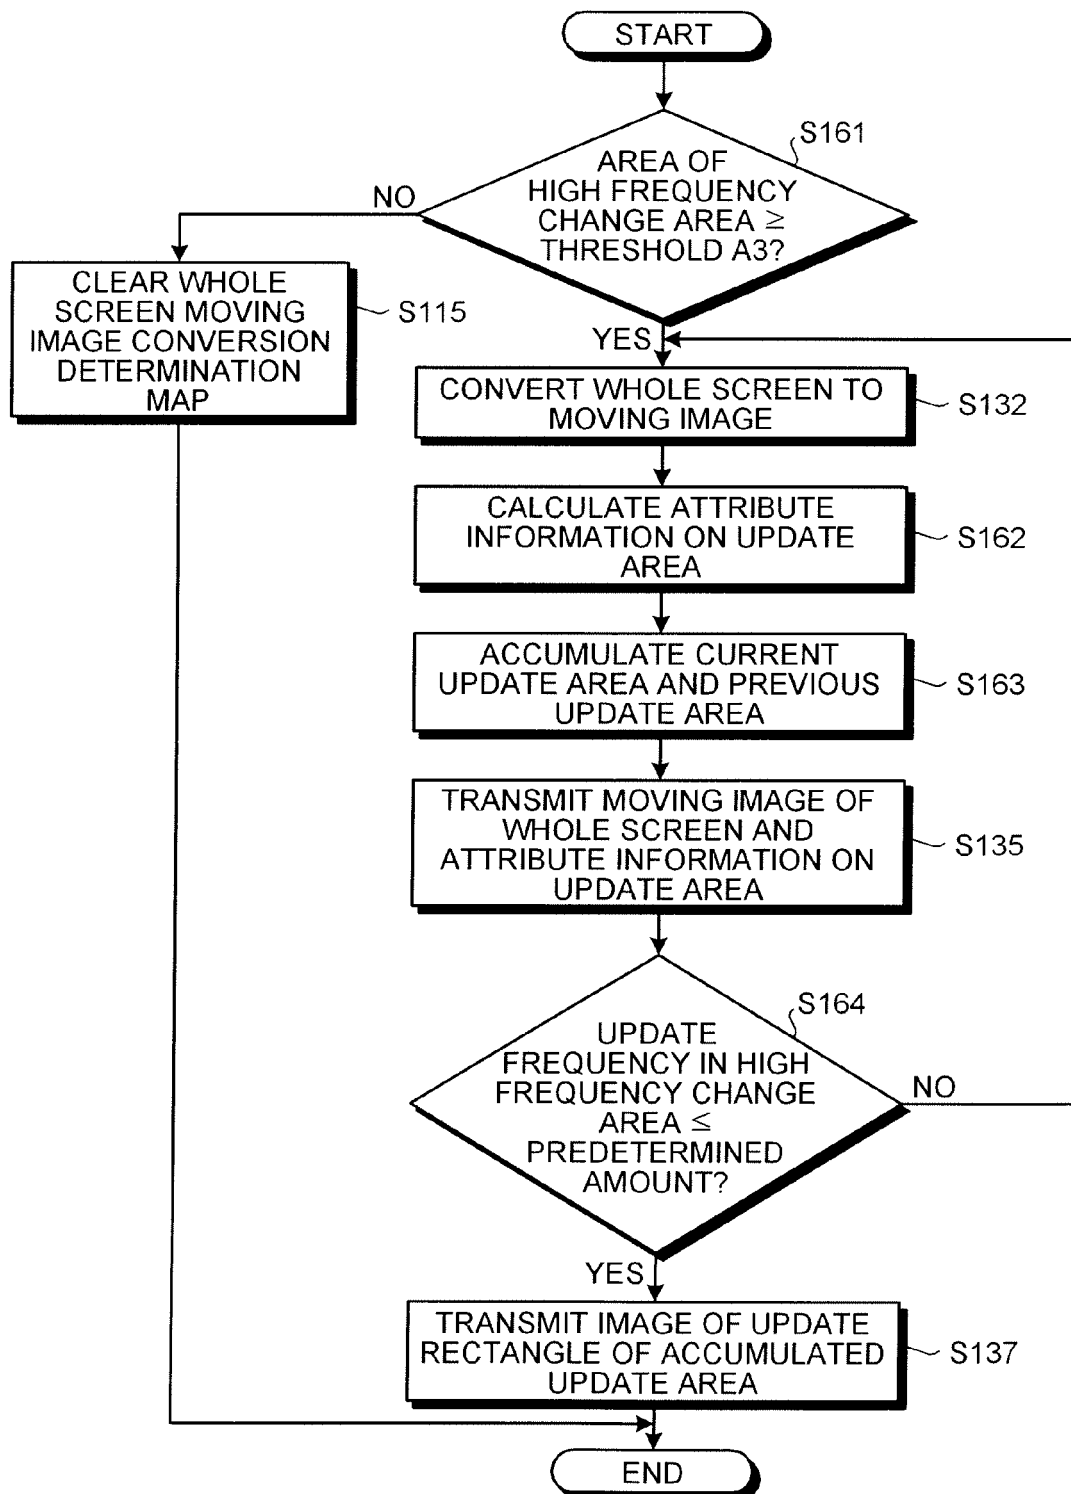 START
S161
AREA OF
HIGH FREQUENCY
CHANGE AREA ≧
THRESHOLD A3?
NO
CLEAR WHOLE
SCREEN MOVING
IMAGE CONVERSION
DETERMINATION
MAP
S115
YES
CONVERT WHOLE SCREEN TO
MOVING IMAGE
S132
CALCULATE ATTRIBUTE
INFORMATION ON UPDATE
AREA
S162
ACCUMULATE CURRENT
UPDATE AREA AND PREVIOUS
UPDATE AREA
S163
TRANSMIT MOVING IMAGE OF
WHOLE SCREEN AND
ATTRIBUTE INFORMATION ON
UPDATE AREA
S135
S164
UPDATE
FREQUENCY IN HIGH
FREQUENCY CHANGE
AREA ≦
PREDETERMINED
AMOUNT?
NO
YES
TRANSMIT IMAGE OF UPDATE
RECTANGLE OF ACCUMULATED
UPDATE AREA
S137
END